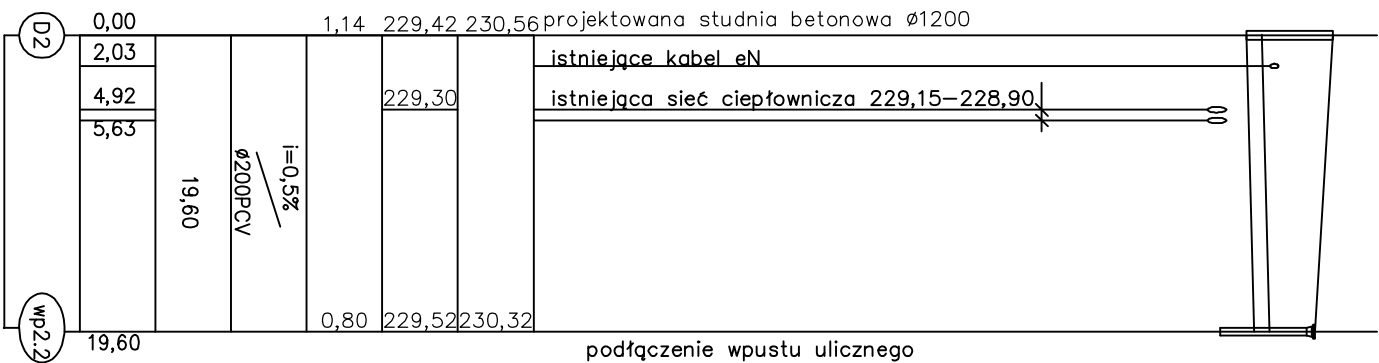 D2 0,00 1,14 229,42 230,56 projektowana studnia betonowa ø1200
2,03 istniejące kabel eN
4,92 229,30 istniejąca sieć ciepłownicza 229,15–228,90
5,63
19,60
ø200PCV
i=0,5%
wp2.2 19,60 0,80 229,52 230,32
podłączenie wpustu ulicznego